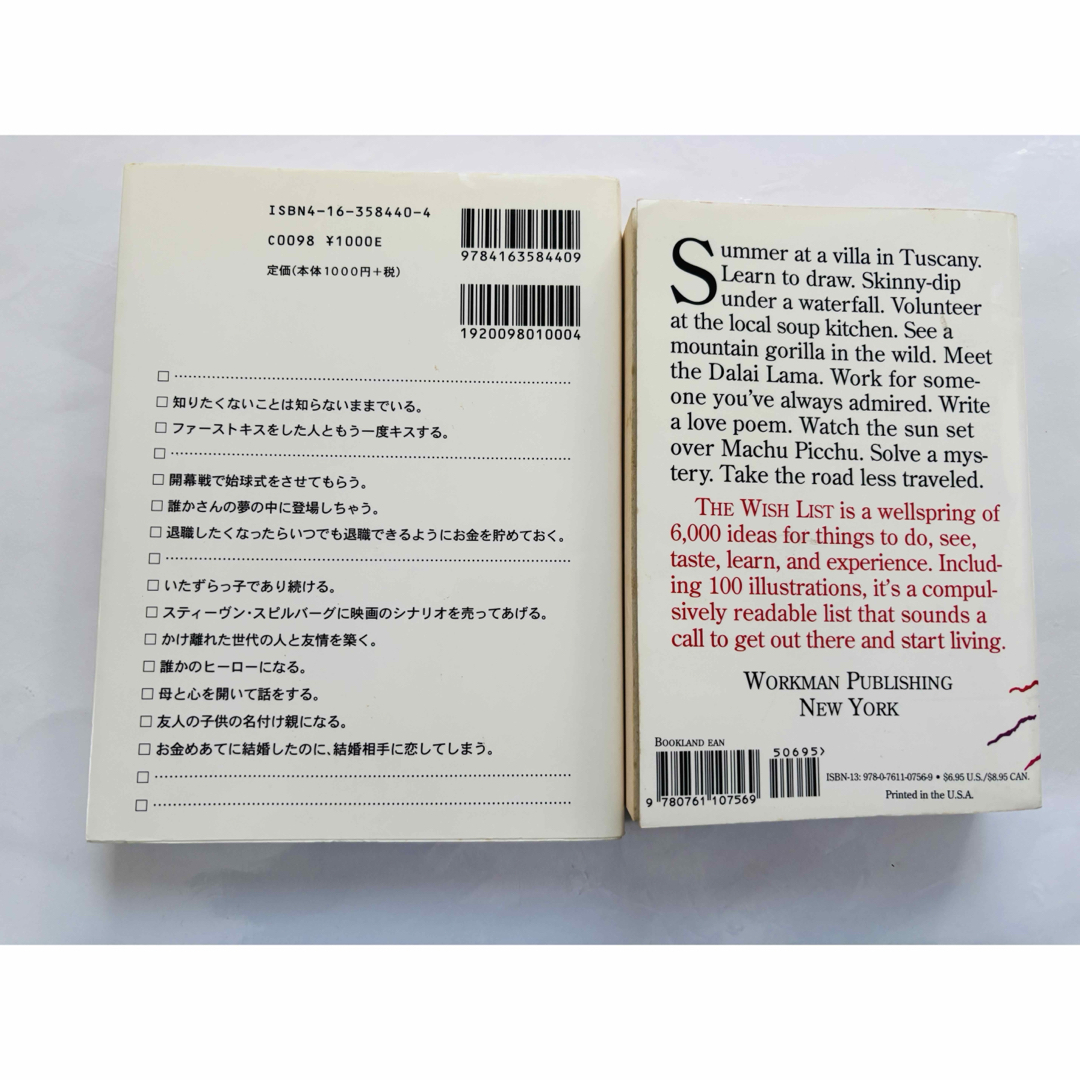 ISBN4-16-358440-4
C0098 ¥1000E
定価(本体1000円+税)
9784163584409
1920098010004
□
□ 知りたくないことは知らないままでいる。
□ ファーストキスをした人ともう一度キスする。
□
□ 開幕戦で始球式をさせてもらう。
□ 誰かさんの夢の中に登場しちゃう。
□ 退職したくなったらいつでも退職できるようにお金を貯めておく。
□
□ いたずらっ子であり続ける。
□ スティーヴン・スピルバーグに映画のシナリオを売ってあげる。
□ かけ離れた世代の人と友情を築く。
□ 誰かのヒーローになる。
□ 母と心を開いて話をする。
□ 友人の子供の名付け親になる。
□ お金めあてに結婚したのに、結婚相手に恋してしまう。
□
□
Summer at a villa in Tuscany.
Learn to draw. Skinny-dip
under a waterfall. Volunteer
at the local soup kitchen. See a
mountain gorilla in the wild. Meet
the Dalai Lama. Work for some-
one you've always admired. Write
a love poem. Watch the sun set
over Machu Picchu. Solve a mys-
tery. Take the road less traveled.
THE WISH LIST is a wellspring of
6,000 ideas for things to do, see,
taste, learn, and experience. Includ-
ing 100 illustrations, it's a compul-
sively readable list that sounds a
call to get out there and start living.
WORKMAN PUBLISHING
NEW YORK
BOOKLAND EAN
50695>
9 780761 107569
ISBN-13: 978-0-7611-0756-9 • $6.95 U.S./$8.95 CAN.
Printed in the U.S.A.